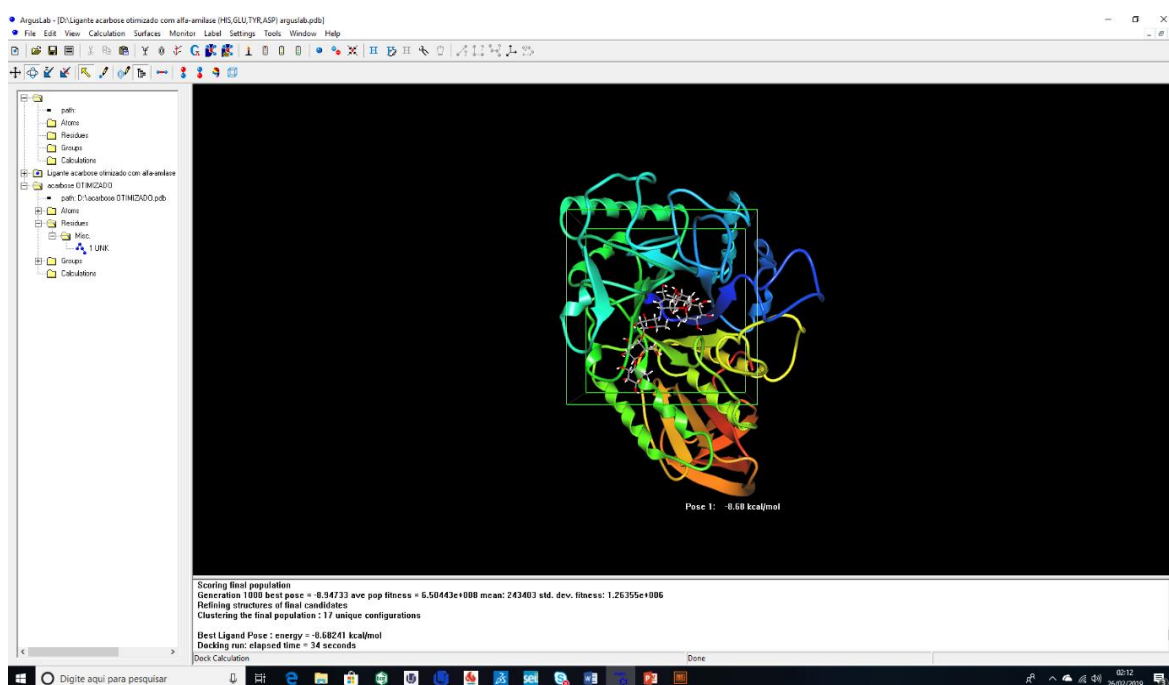 ArgusLab - [D:\Ligante acarbose otimizado com alfa-amilase (HIS,GLU,TYR,ASP) arguslab.pdb]
File Edit View Calculation Surfaces Monitor Label Settings Tools Window Help
path:
Atoms
Residues
Groups
Calculations
Ligante acarbose otimizado com alfa-amilase
acarbose OTIMIZADO
path: D:\acarbose OTIMIZADO.pdb
Atoms
Residues
Misc.
1 UNK
Groups
Calculations
Pose 1: -8.68 kcal/mol
Scoring final population
Generation 1000 best pose = -8.94733 ave pop fitness = 6.50443e+008 mean: 243403 std. dev. fitness: 1.26355e+006
Refining structures of final candidates
Clustering the final population : 17 unique configurations
Best Ligand Pose : energy = -8.68241 kcal/mol
Docking run: elapsed time = 34 seconds
Dock Calculation Done
Digite aqui para pesquisar
sei
02:12
26/02/2019